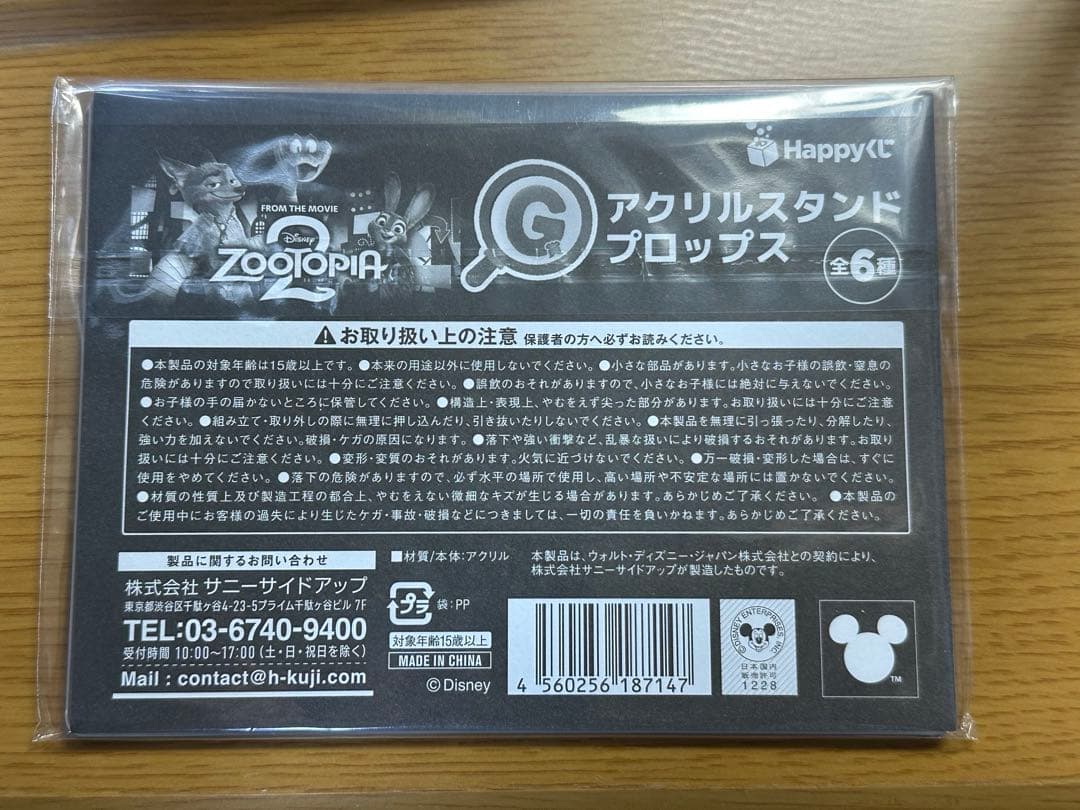 Happyくじ
FROM THE MOVIE
Disney
ZOOTOPIA
2
G
アクリルスタンド
プロップス
全6種
お取り扱い上の注意 保護者の方へ必ずお読みください。
●本製品の対象年齢は15歳以上です。 ●本来の用途以外に使用しないでください。 ●小さな部品があります。小さなお子様の誤飲・窒息の
危険がありますので取り扱いには十分にご注意ください。 ●誤飲のおそれがありますので、小さなお子様には絶対に与えないでください。
●お子様の手の届かないところに保管してください。 ●構造上・表現上、やむをえず尖った部分があります。お取り扱いには十分にご注意
ください。 ●組み立て・取り外しの際に無理に押し込んだり、引き抜いたりしないでください。 ●本製品を無理に引っ張ったり、分解したり、
強い力を加えないでください。破損・ケガの原因になります。 ●落下や強い衝撃など、乱暴な扱いにより破損するおそれがあります。お取り
扱いには十分にご注意ください。 ●変形・変質のおそれがあります。火気に近づけないでください。 ●万一破損・変形した場合は、すぐに
使用をやめてください。 ●落下の危険がありますので、必ず水平の場所で使用し、高い場所や不安定な場所には置かないでください。
●材質の性質上及び製造工程の都合上、やむをえない微細なキズが生じる場合があります。あらかじめご了承ください。 ●本製品の
ご使用中にお客様の過失により生じたケガ・事故・破損などにつきましては、一切の責任を負いかねます。あらかじめご了承ください。
製品に関するお問い合わせ
株式会社 サニーサイドアップ
東京都渋谷区千駄ヶ谷4-23-5プライム千駄ヶ谷ビル 7F
TEL:03-6740-9400
受付時間 10:00〜17:00 (土・日・祝日を除く)
Mail : contact@h-kuji.com
■材質/本体:アクリル
プラ
袋:PP
対象年齢15歳以上
MADE IN CHINA
©Disney
本製品は、ウォルト・ディズニー・ジャパン株式会社との契約により、
株式会社サニーサイドアップが製造したものです。
4 560256 187147
©DISNEY ENTERPRISES, INC.
日本国内
販売許可
1228
TM